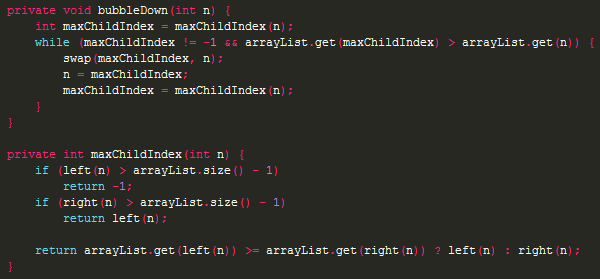 private void bubbleDown(int n) {
    int maxChildIndex = maxChildIndex(n);
    while (maxChildIndex != -1 && arrayList.get(maxChildIndex) > arrayList.get(n)) {
        swap(maxChildIndex, n);
        n = maxChildIndex;
        maxChildIndex = maxChildIndex(n);
    }
}

private int maxChildIndex(int n) {
    if (left(n) > arrayList.size() - 1)
        return -1;
    if (right(n) > arrayList.size() - 1)
        return left(n);

    return arrayList.get(left(n)) >= arrayList.get(right(n)) ? left(n) : right(n);
}